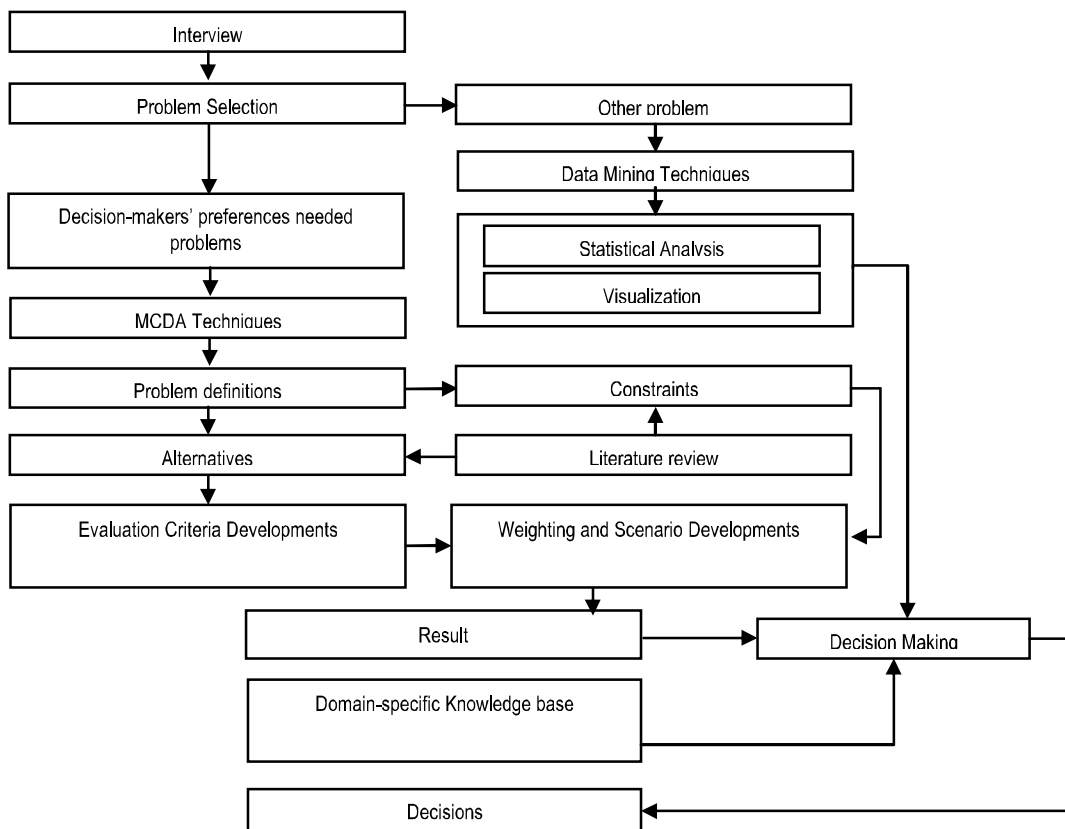 Interview
Problem Selection
Other problem
Data Mining Techniques
Decision-makers' preferences needed
problems
Statistical Analysis
Visualization
MCDA Techniques
Problem definitions
Constraints
Alternatives
Literature review
Evaluation Criteria Developments
Weighting and Scenario Developments
Result
Decision Making
Domain-specific Knowledge base
Decisions